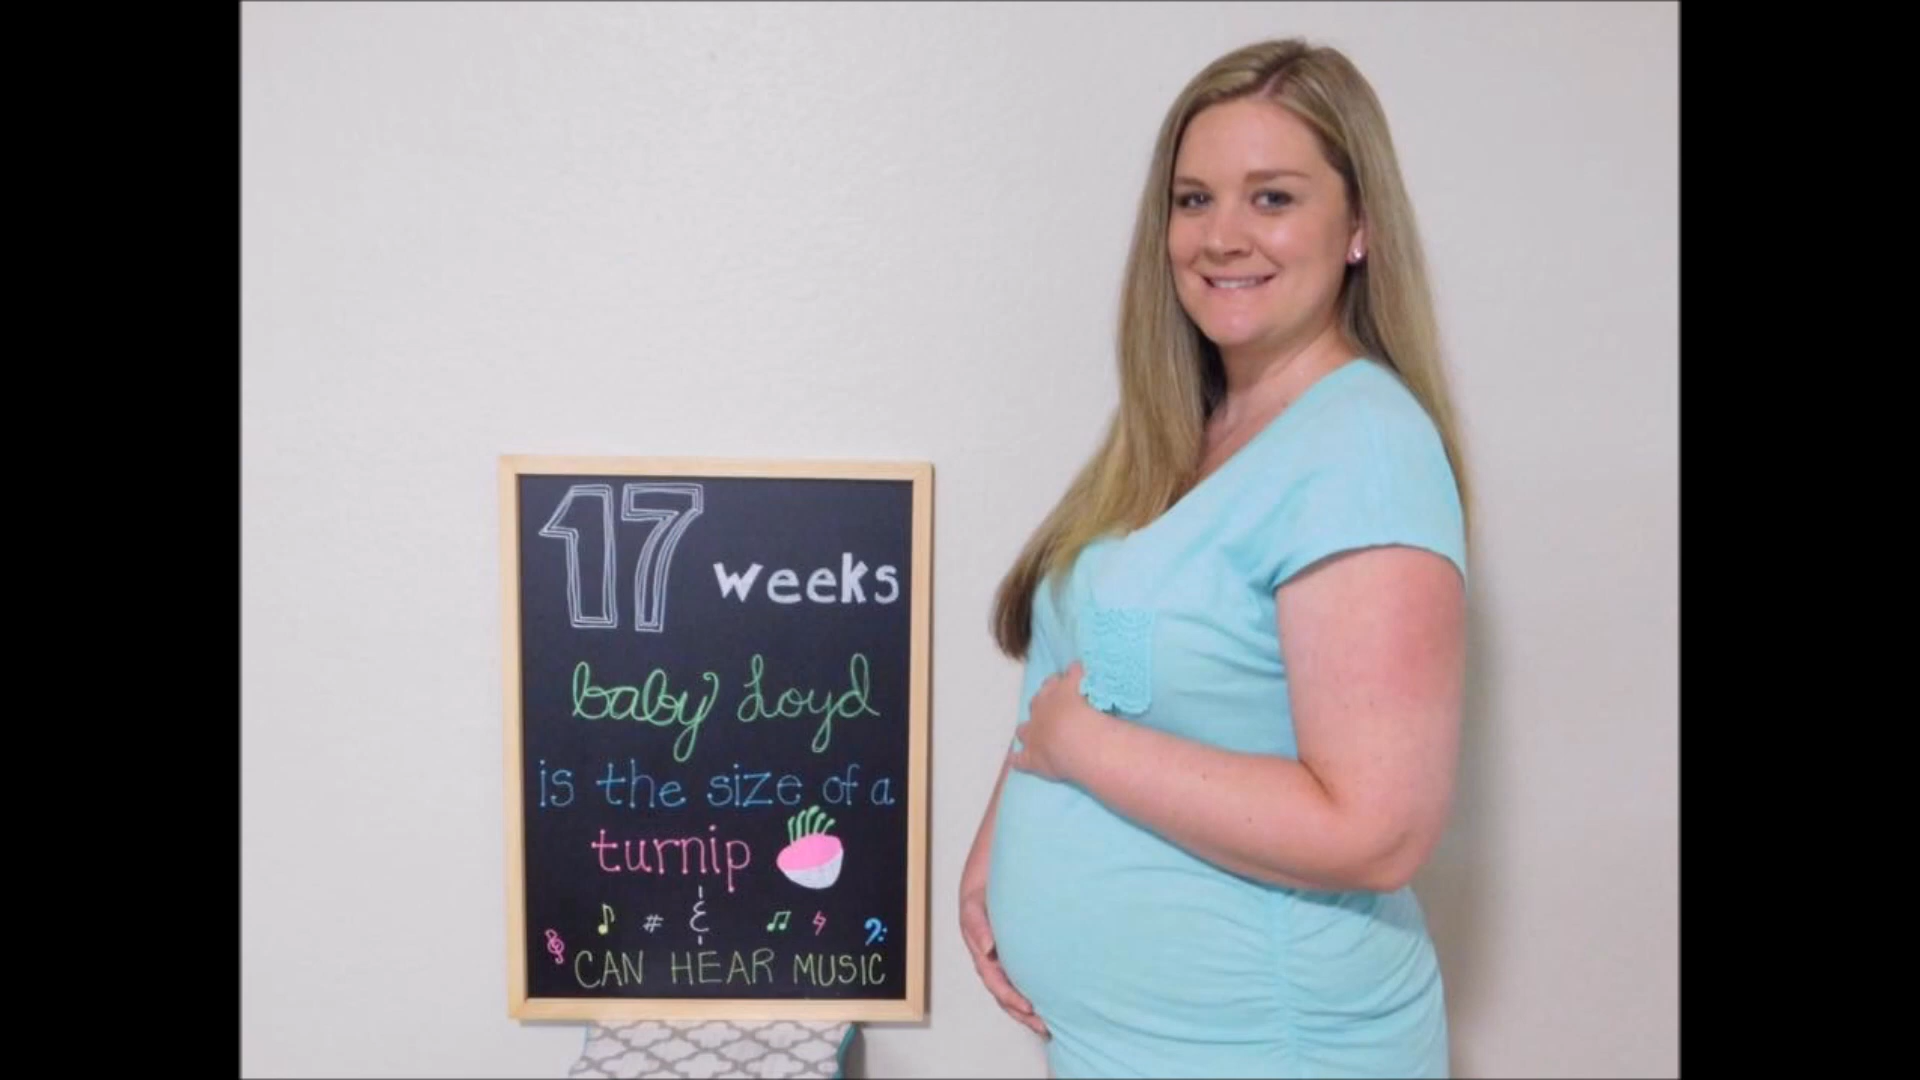 17 weeks
baby Loyd
is the size of a
turnip
&
CAN HEAR MUSIC